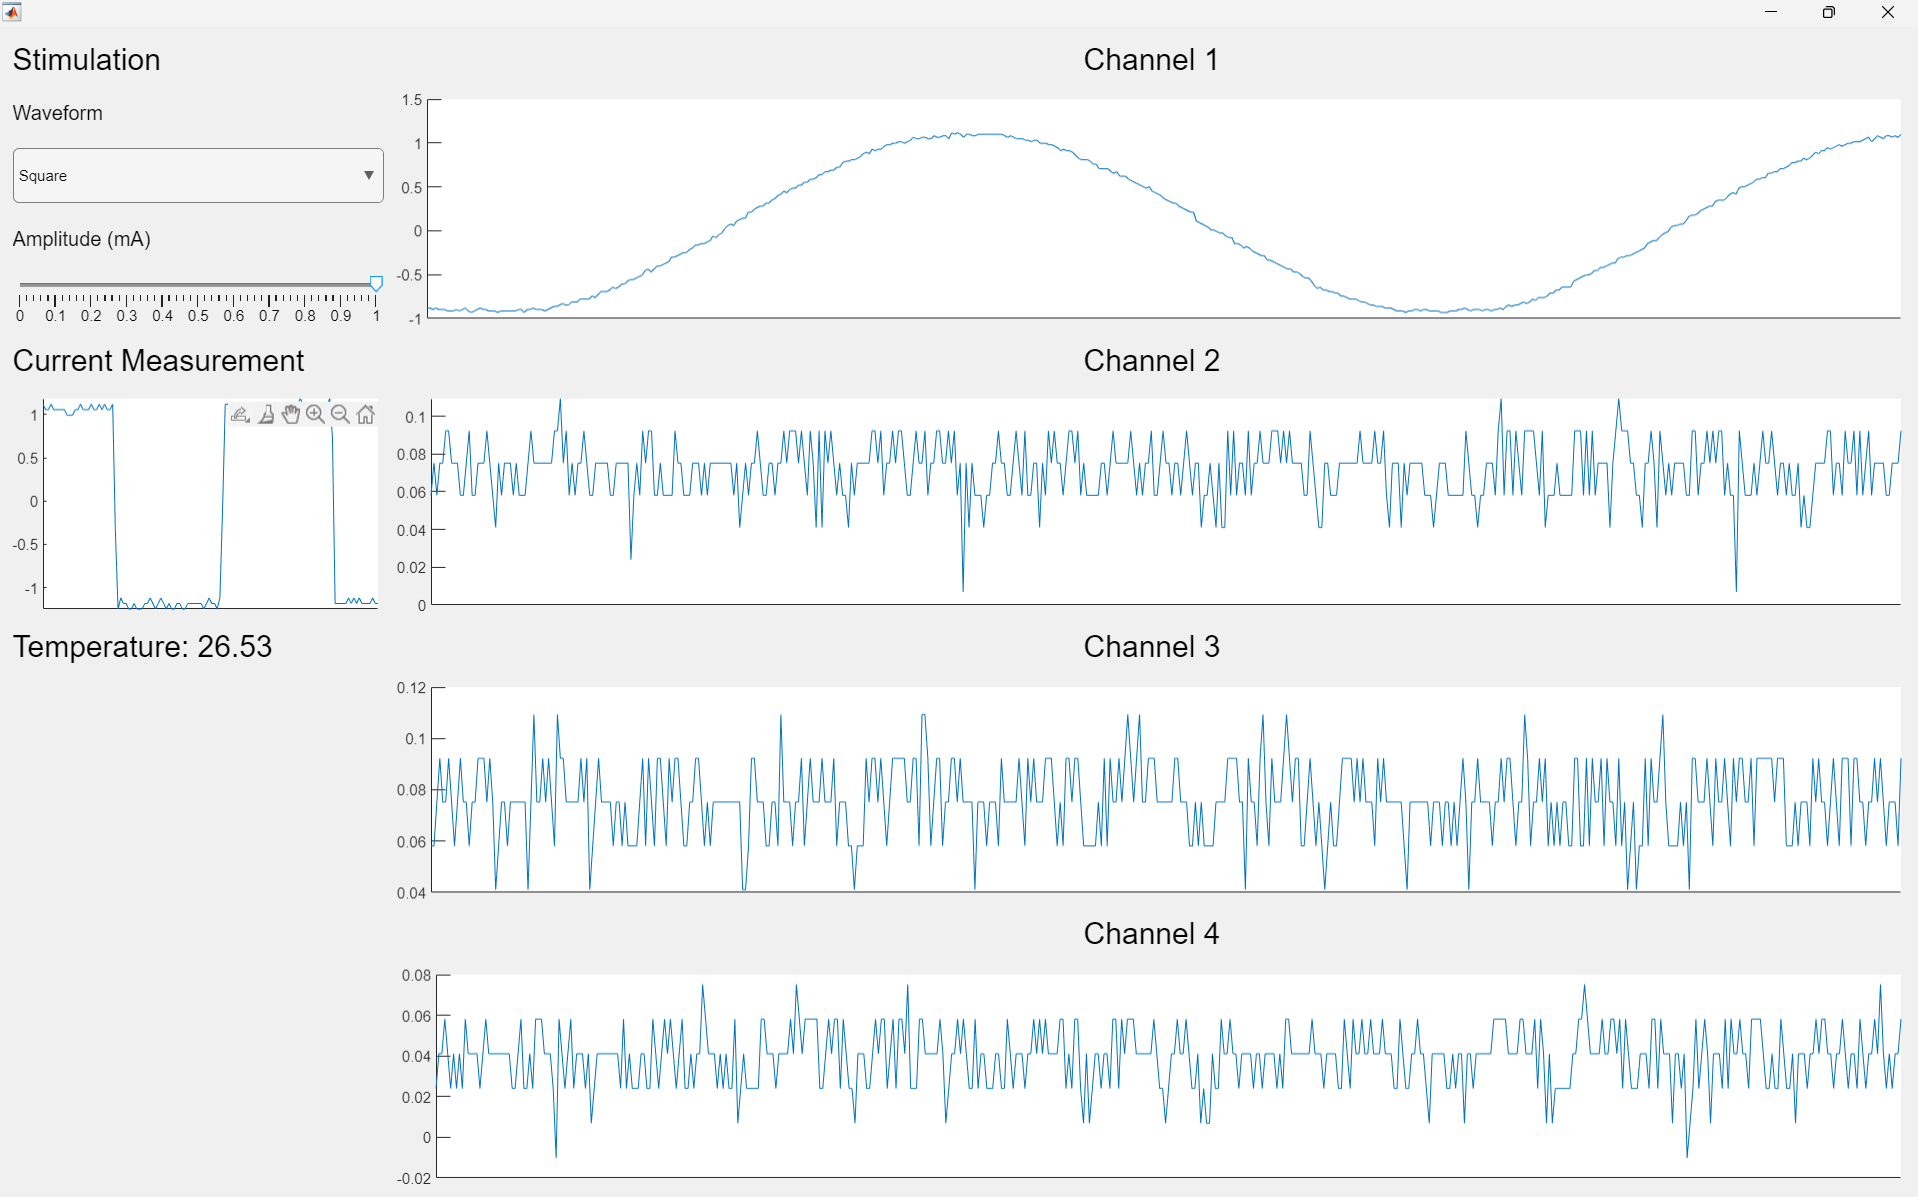 Stimulation
Waveform
Square
Amplitude (mA)
0 0.1 0.2 0.3 0.4 0.5 0.6 0.7 0.8 0.9 1
Current Measurement
1
0.5
0
-0.5
-1
Temperature: 26.53
Channel 1
1.5
1
0.5
0
-0.5
-1
Channel 2
0.1
0.08
0.06
0.04
0.02
0
Channel 3
0.12
0.1
0.08
0.06
0.04
Channel 4
0.08
0.06
0.04
0.02
0
-0.02